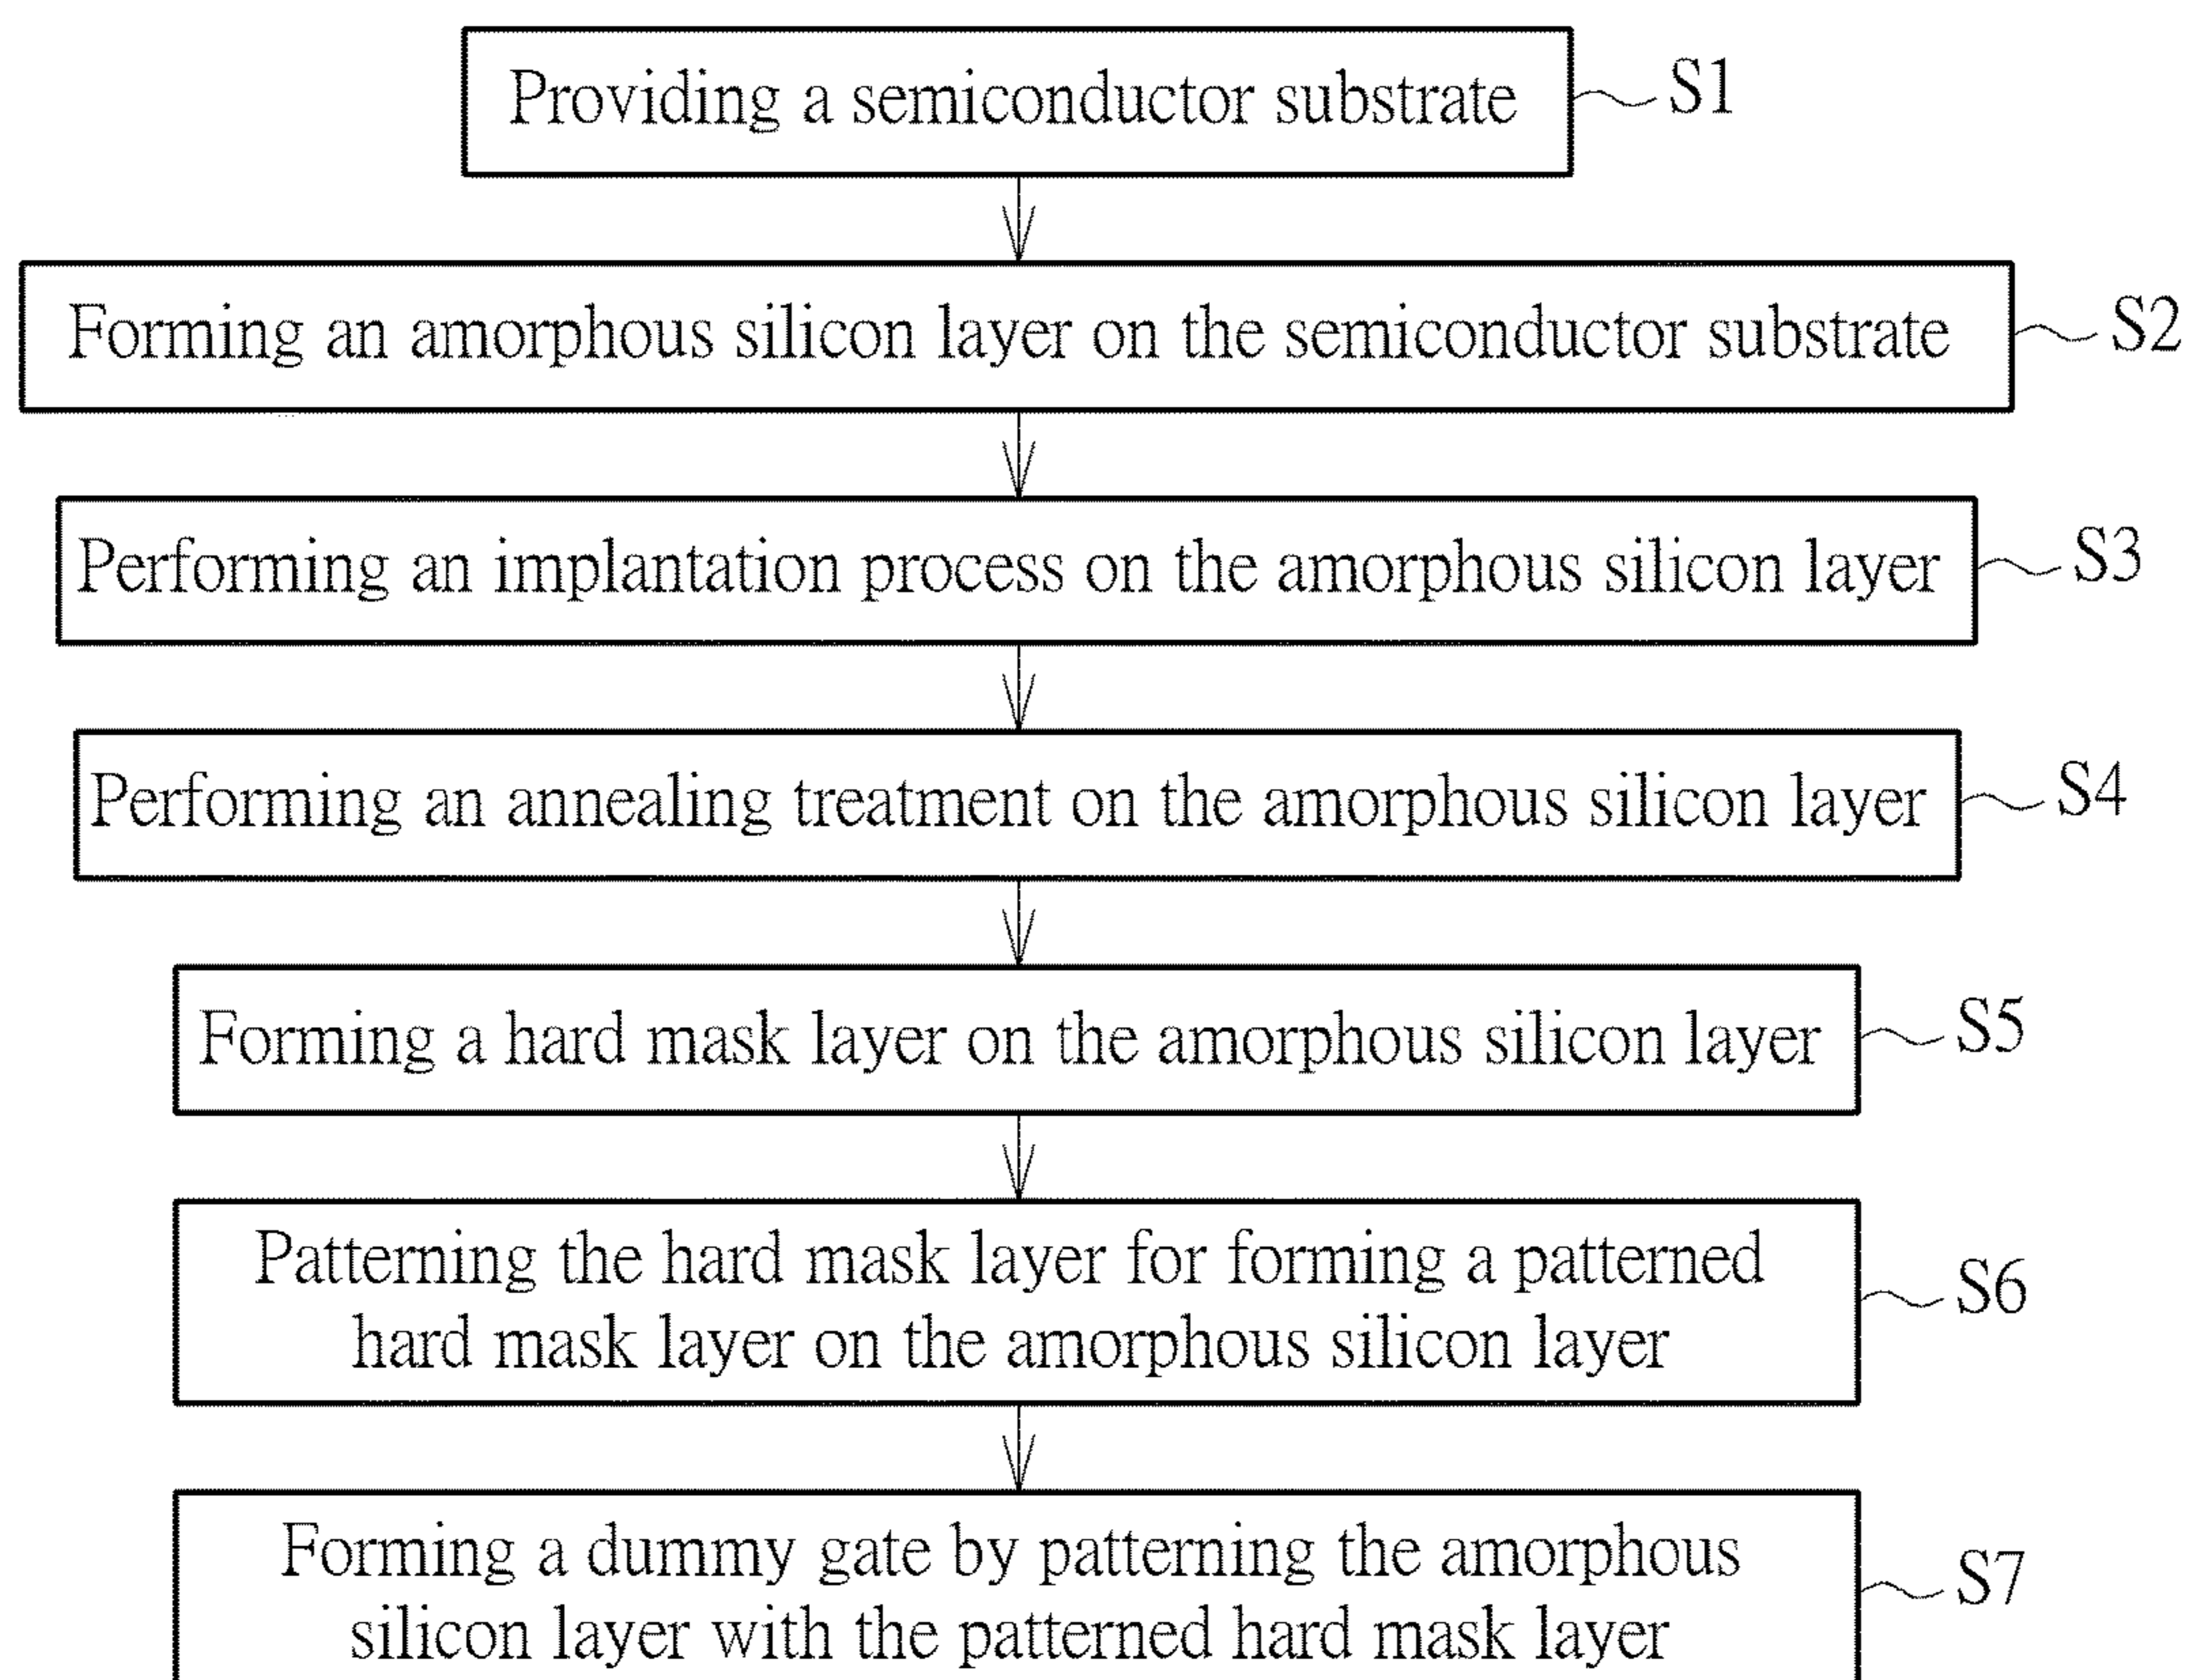 Providing a semiconductor substrate S1
Forming an amorphous silicon layer on the semiconductor substrate S2
Performing an implantation process on the amorphous silicon layer S3
Performing an annealing treatment on the amorphous silicon layer S4
Forming a hard mask layer on the amorphous silicon layer S5
Patterning the hard mask layer for forming a patterned
hard mask layer on the amorphous silicon layer
S6
Forming a dummy gate by patterning the amorphous
silicon layer with the patterned hard mask layer
S7